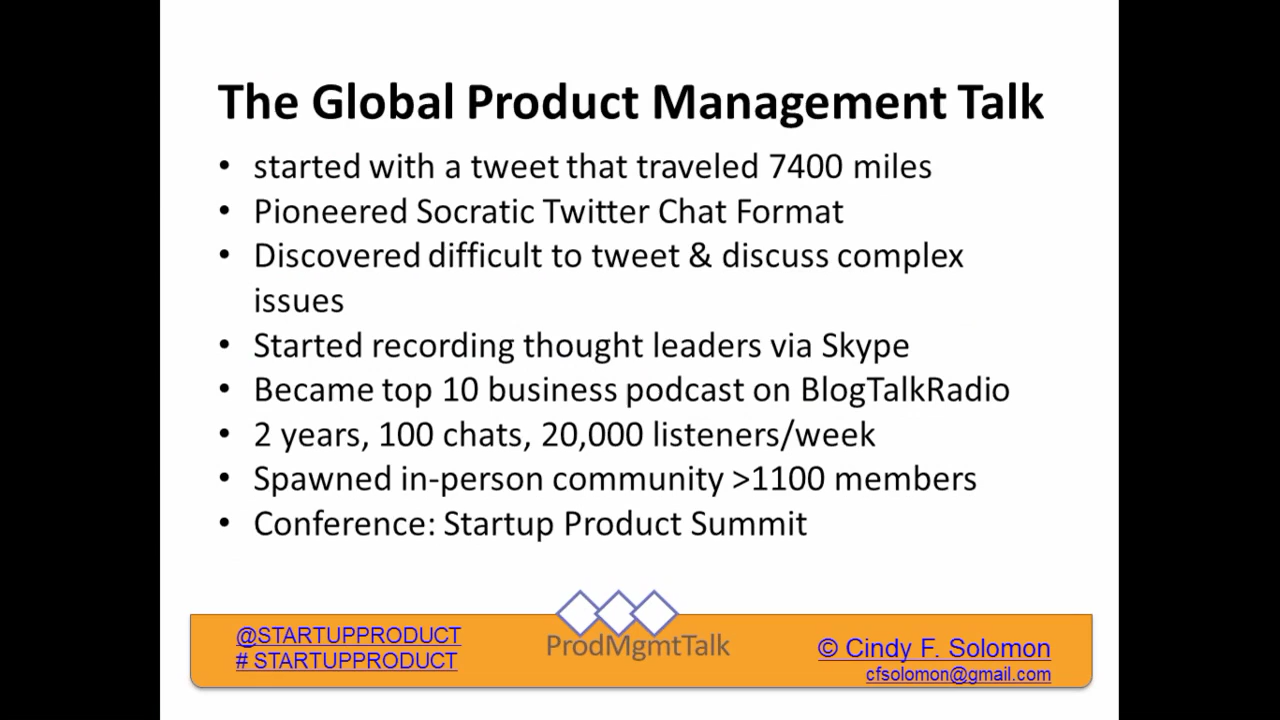 The Global Product Management Talk
• started with a tweet that traveled 7400 miles
• Pioneered Socratic Twitter Chat Format
• Discovered difficult to tweet & discuss complex
issues
• Started recording thought leaders via Skype
• Became top 10 business podcast on BlogTalkRadio
• 2 years, 100 chats, 20,000 listeners/week
• Spawned in-person community >1100 members
• Conference: Startup Product Summit
@STARTUPPRODUCT
# STARTUPPRODUCT
ProdMgmtTalk
© Cindy F. Solomon
cfsolomon@gmail.com